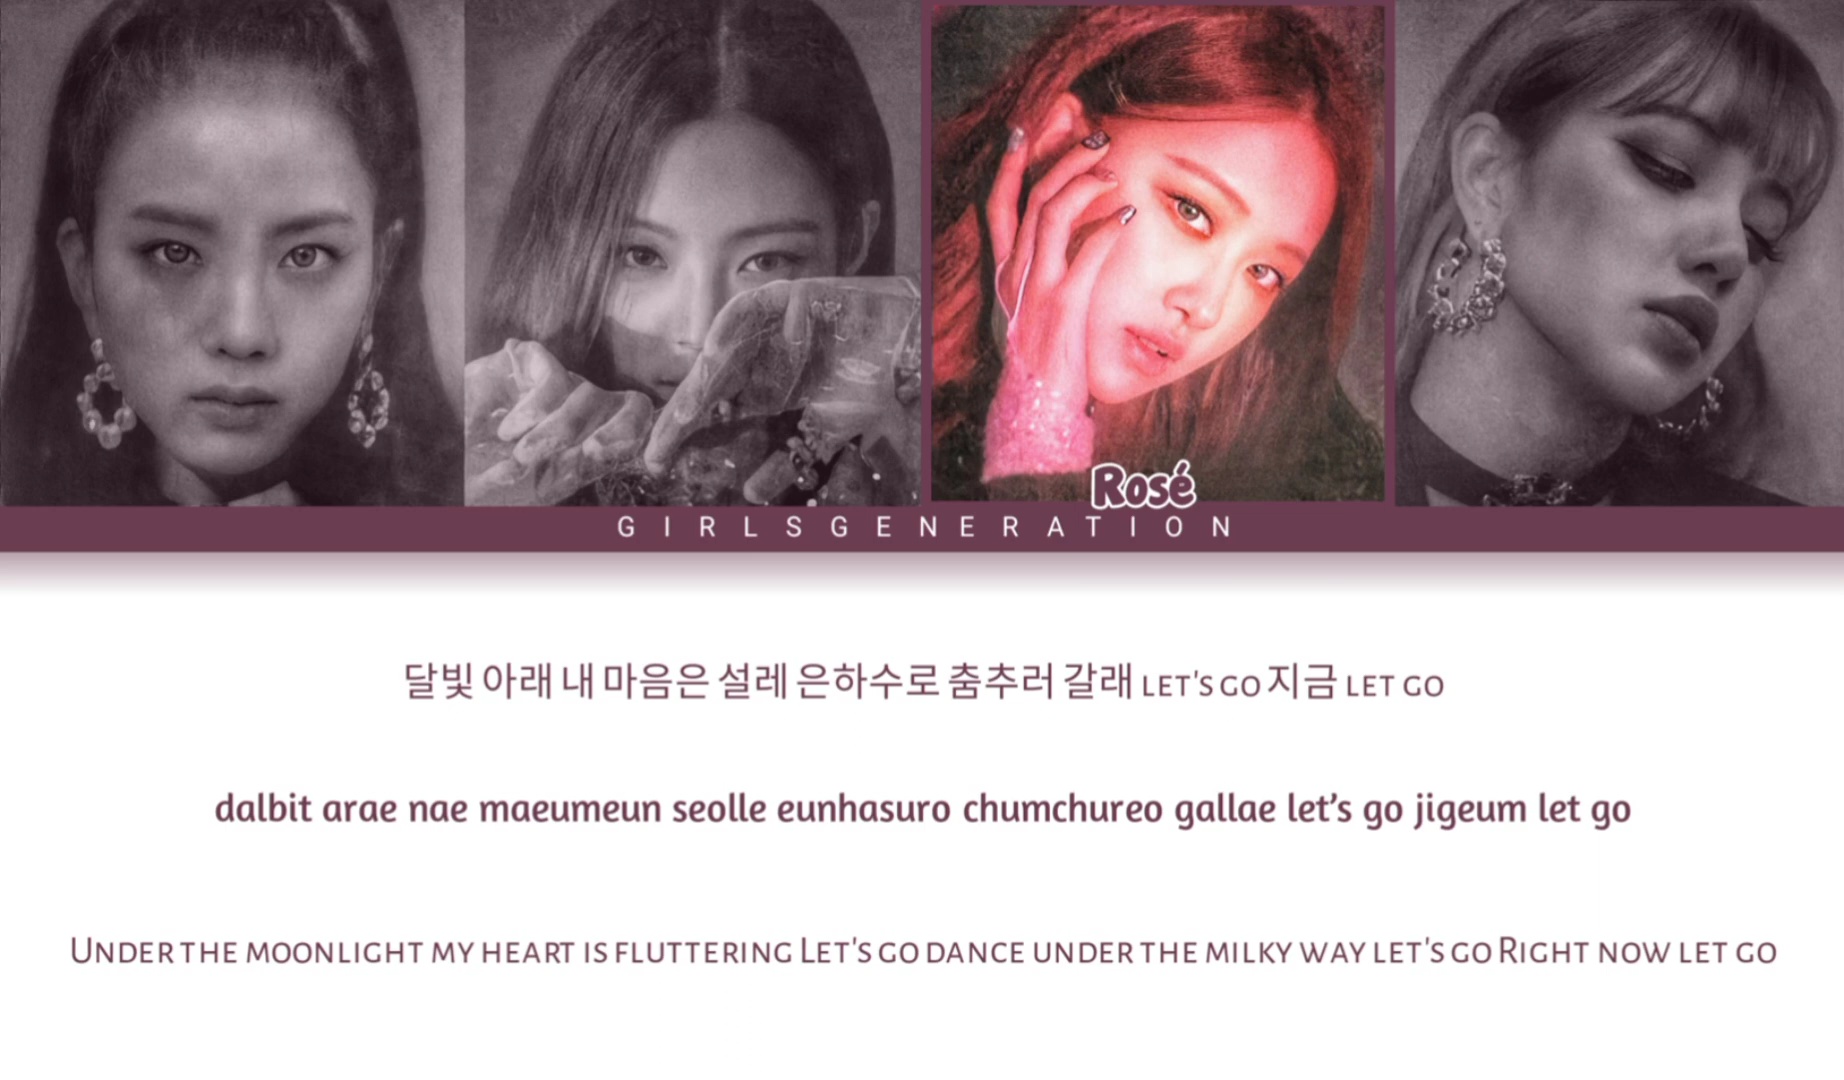 Rosé
GIRLSGENERATION
달빛 아래 내 마음은 설레 은하수로 춤추러 갈래 LET'S GO 지금 LET GO
dalbit arae nae maeumeun seolle eunhasuro chumchureo gallae let's go jigeum let go
UNDER THE MOONLIGHT MY HEART IS FLUTTERING LET'S GO DANCE UNDER THE MILKY WAY LET'S GO RIGHT NOW LET GO